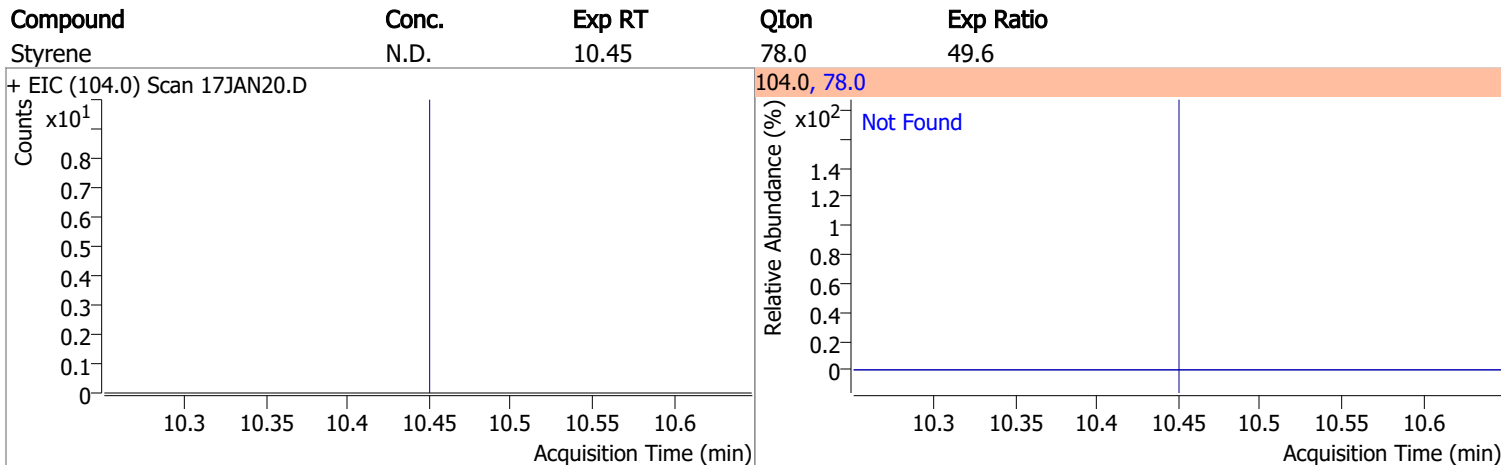 Compound Conc. Exp RT QIon Exp Ratio
Styrene N.D. 10.45 78.0 49.6
+ EIC (104.0) Scan 17JAN20.D
Counts
x10¹
0.8
0.7
0.6
0.5
0.4
0.3
0.2
0.1
0
10.3 10.35 10.4 10.45 10.5 10.55 10.6
Acquisition Time (min)
104.0, 78.0
Relative Abundance (%)
x10²
Not Found
1.4
1.2
1
0.8
0.6
0.4
0.2
0
10.3 10.35 10.4 10.45 10.5 10.55 10.6
Acquisition Time (min)